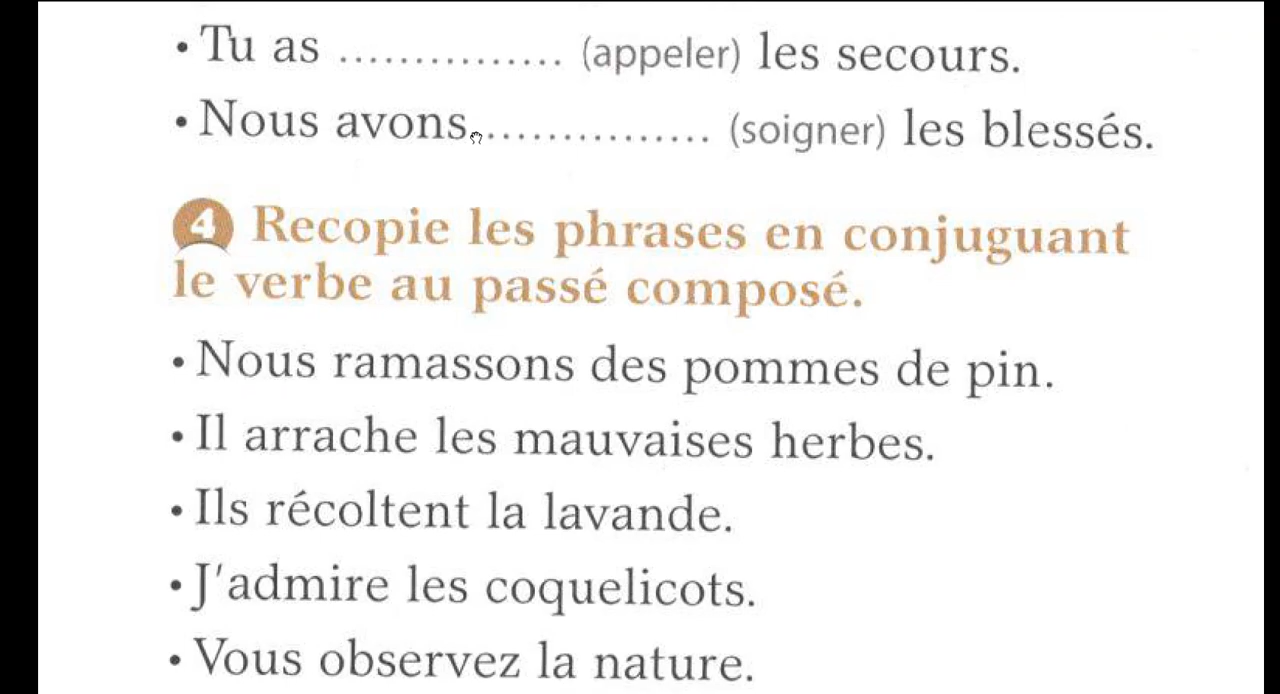 • Tu as ............... (appeler) les secours.
• Nous avons................ (soigner) les blessés.
4 Recopie les phrases en conjuguant
le verbe au passé composé.
• Nous ramassons des pommes de pin.
• Il arrache les mauvaises herbes.
• Ils récoltent la lavande.
• J'admire les coquelicots.
• Vous observez la nature.